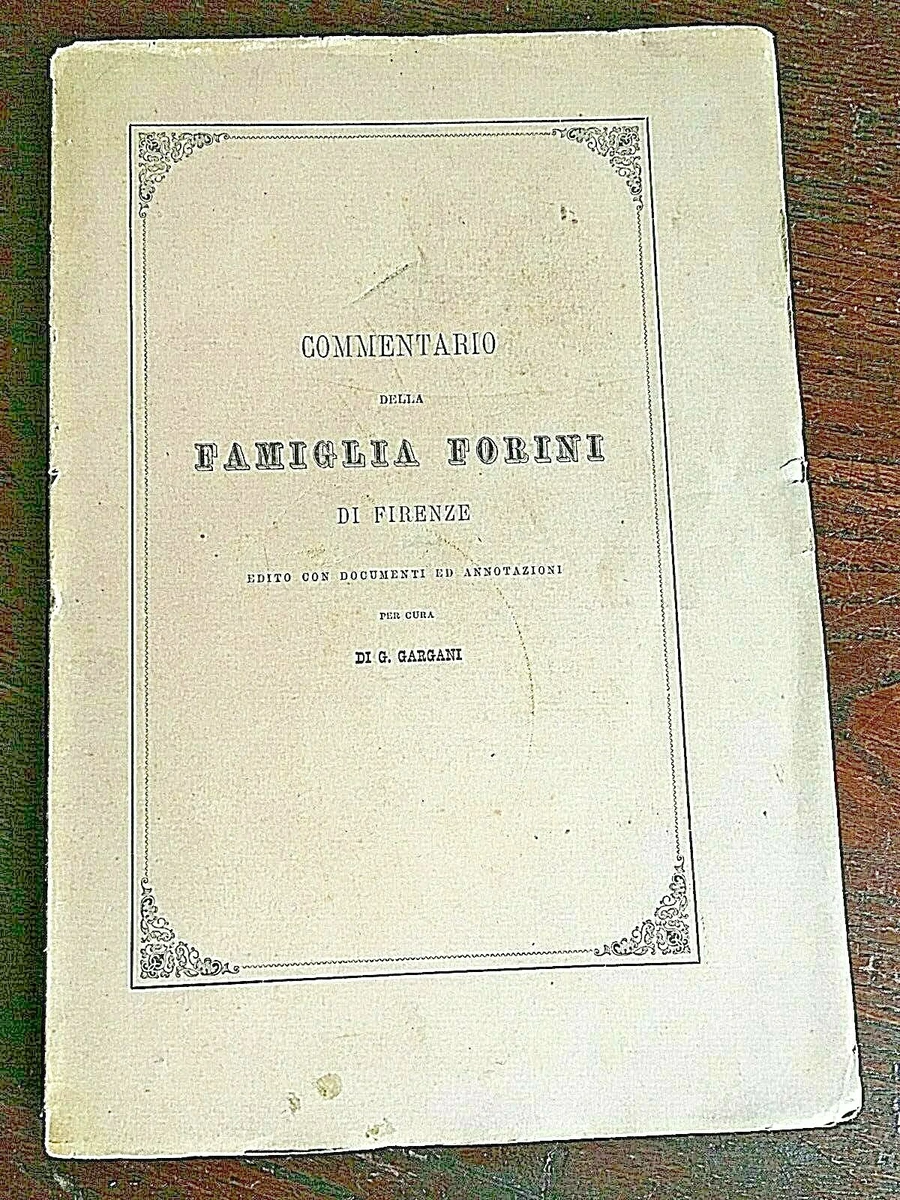 COMMENTARIO
DELLA
FAMIGLIA FORINI
DI FIRENZE
EDITO CON DOCUMENTI ED ANNOTAZIONI
PER CURA
DI G. GARGANI